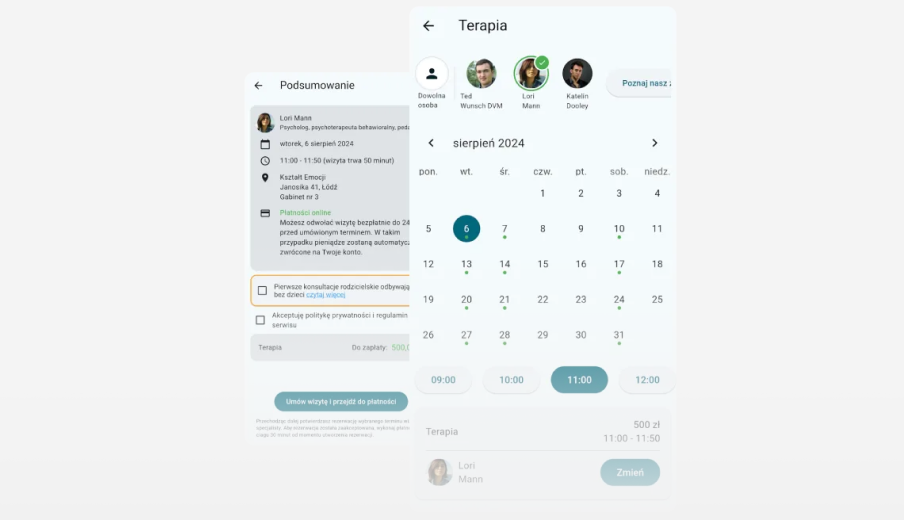 Podsumowanie
Lori Mann
Psycholog, psychoterapeuta behawioralny,
wtorek, 6 sierpień 2024
11:00 - 11:50 (wizyta trwa 50 minut)
Kształt Emocji
Janosika 41, Łódź
Gabinet nr 3
Płatności online
Możesz odwołać wizytę bezpłatnie do 24
przed umówionym terminem. W takim
przypadku pieniądze zostaną automatyc
zwrócone na Twoje konto.
Pierwsze konsultacje rodzicielskie odbywają
bez dzieci czytaj więcej
Akceptuję politykę prywatności i regulamin
serwisu
Terapia Do zapłaty: 500,0
Umów wizytę i przejdź do płatności
Terapia
Dowolna
osoba
Ted
Wunsch DVM
Lori
Mann
Katelin
Dooley
Poznaj nasz z
sierpień 2024
pon. wt. śr. czw. pt. sob. niedz.
1 2 3 4
5 6 7 8 9 10 11
12 13 14 15 16 17 18
19 20 21 22 23 24 25
26 27 28 29 30 31
09:00 10:00 11:00 12:00
Terapia
500 zł
11:00 - 11:50
Lori
Mann
Zmień